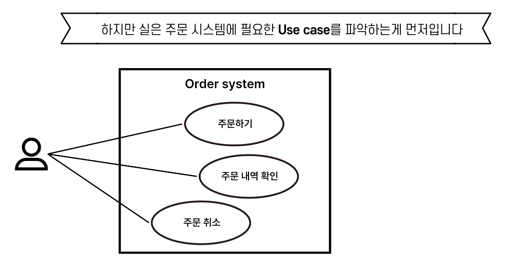 하지만 실은 주문 시스템에 필요한 Use case를 파악하는게 먼저입니다
Order system
주문하기
주문 내역 확인
주문 취소